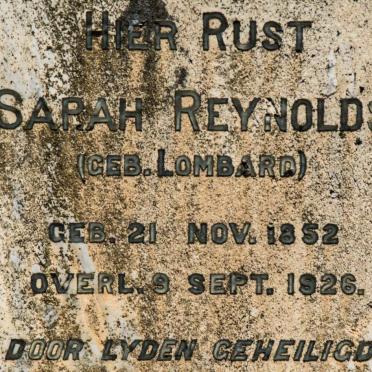 HIER RUST
SARAH REYNOLDS
(GEB. LOMBARD)
GEB. 21 NOV. 1852
OVERL. 9 SEPT. 1926.
DOOR LYDEN GEHEILIGD